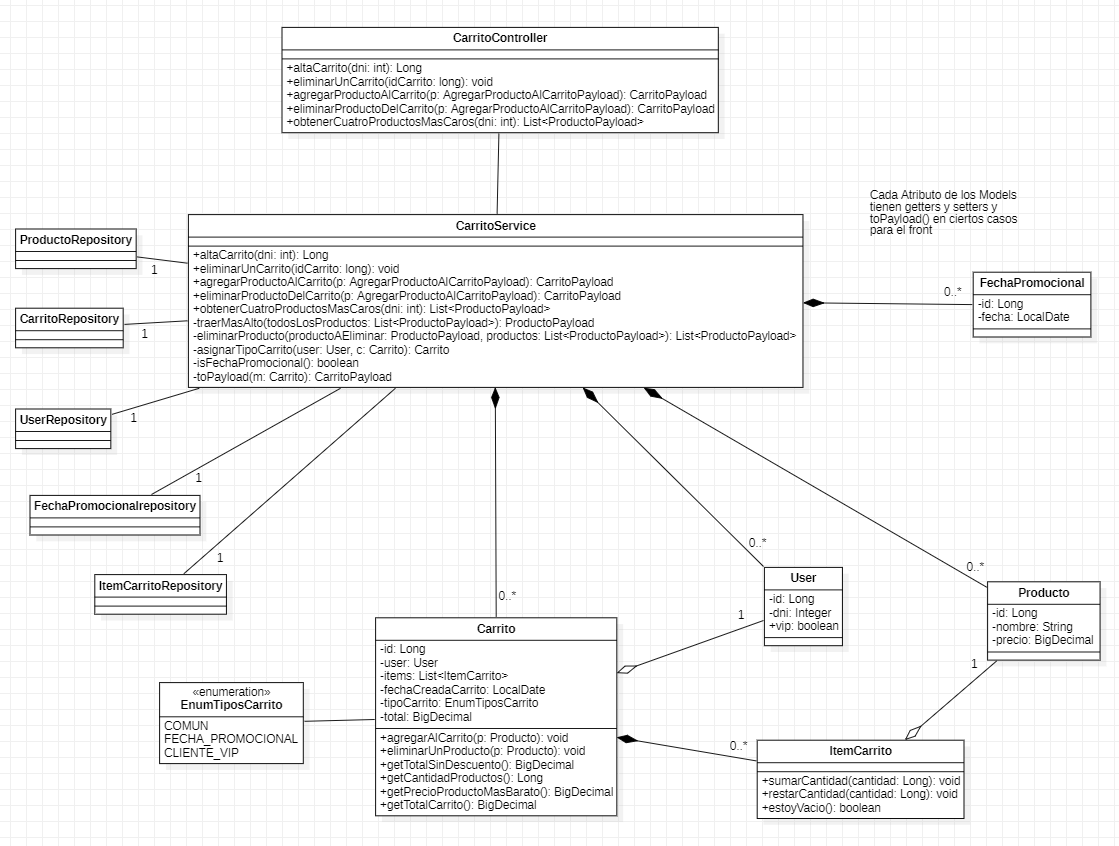 CarritoController
+altaCarrito(dni: int): Long
+eliminarUnCarrito(idCarrito: long): void
+agregarProductoAlCarrito(p: AgregarProductoAlCarritoPayload): CarritoPayload
+eliminarProductoDelCarrito(p: AgregarProductoAlCarritoPayload): CarritoPayload
+obtenerCuatroProductosMasCaros(dni: int): List<ProductoPayload>
Cada Atributo de los Models
tienen getters y setters y
toPayload() en ciertos casos
para el front
CarritoService
+altaCarrito(dni: int): Long
+eliminarUnCarrito(idCarrito: long): void
+agregarProductoAlCarrito(p: AgregarProductoAlCarritoPayload): CarritoPayload
+eliminarProductoDelCarrito(p: AgregarProductoAlCarritoPayload): CarritoPayload
+obtenerCuatroProductosMasCaros(dni: int): List<ProductoPayload>
-traerMasAlto(todosLosProductos: List<ProductoPayload>): ProductoPayload
-eliminarProducto(productoAEliminar: ProductoPayload, productos: List<ProductoPayload>): List<ProductoPayload>
-asignarTipoCarrito(user: User, c: Carrito): Carrito
-isFechaPromocional(): boolean
-toPayload(m: Carrito): CarritoPayload
ProductoRepository
1
CarritoRepository
1
UserRepository
1
FechaPromocionalrepository
1
ItemCarritoRepository
1
0..*
FechaPromocional
-id: Long
-fecha: LocalDate
0..*
User
-id: Long
-dni: Integer
+vip: boolean
1
0..*
Producto
-id: Long
-nombre: String
-precio: BigDecimal
1
0..*
Carrito
-id: Long
-user: User
-items: List<ItemCarrito>
-fechaCreadaCarrito: LocalDate
-tipoCarrito: EnumTiposCarrito
-total: BigDecimal
+agregarAlCarrito(p: Producto): void
+eliminarUnProducto(p: Producto): void
+getTotalSinDescuento(): BigDecimal
+getCantidadProductos(): Long
+getPrecioProductoMasBarato(): BigDecimal
+getTotalCarrito(): BigDecimal
«enumeration»
EnumTiposCarrito
COMUN
FECHA_PROMOCIONAL
CLIENTE_VIP
0..*
ItemCarrito
+sumarCantidad(cantidad: Long): void
+restarCantidad(cantidad: Long): void
+estoyVacio(): boolean